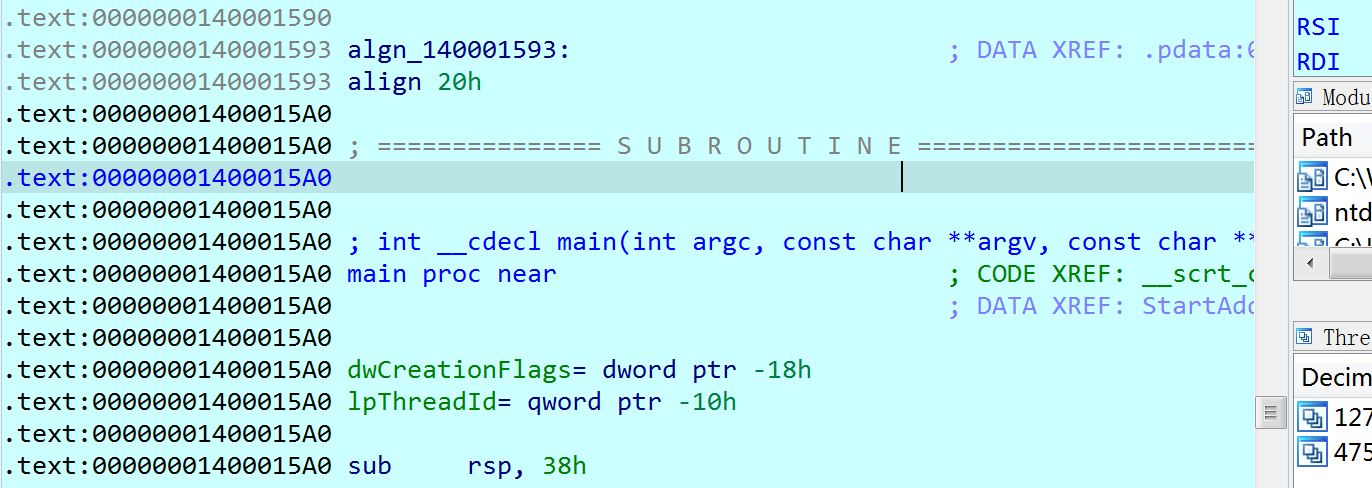 .text:0000000140001590
.text:0000000140001593 algn_140001593: ; DATA XREF: .pdata:0
.text:0000000140001593 align 20h
.text:00000001400015A0
.text:00000001400015A0 ; =============== S U B R O U T I N E =======================
.text:00000001400015A0
.text:00000001400015A0
.text:00000001400015A0 ; int __cdecl main(int argc, const char **argv, const char **
.text:00000001400015A0 main proc near ; CODE XREF: __scrt_c
.text:00000001400015A0 ; DATA XREF: StartAdd
.text:00000001400015A0
.text:00000001400015A0 dwCreationFlags= dword ptr -18h
.text:00000001400015A0 lpThreadId= qword ptr -10h
.text:00000001400015A0
.text:00000001400015A0 sub rsp, 38h
RSI
RDI
Modu
Path
C:\
ntd
Thre
Decim
127
475